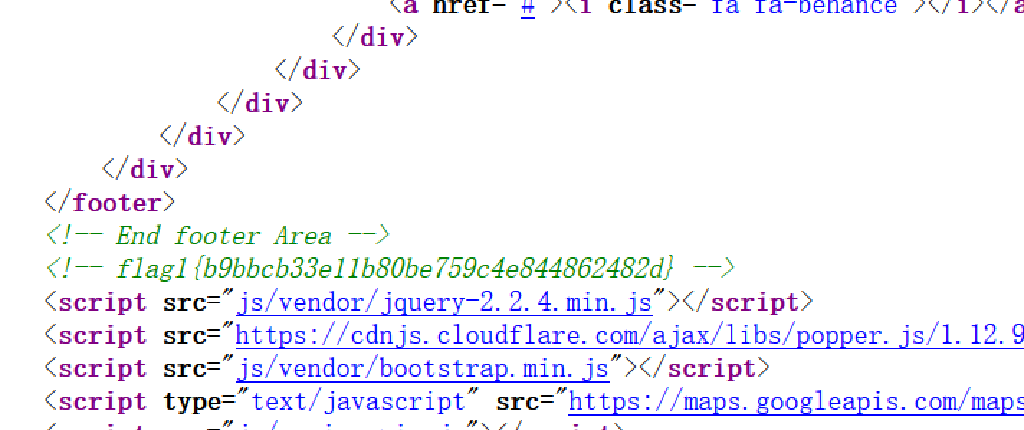 <a href="#"><i class="fa fa-behance"></i></a
</div>
</div>
</div>
</div>
</div>
</footer>
<!-- End footer Area -->
<!-- flag1{b9bbcb33e11b80be759c4e844862482d} -->
<script src="js/vendor/jquery-2.2.4.min.js"></script>
<script src="https://cdnjs.cloudflare.com/ajax/libs/popper.js/1.12.9
<script src="js/vendor/bootstrap.min.js"></script>
<script type="text/javascript" src="https://maps.googleapis.com/maps